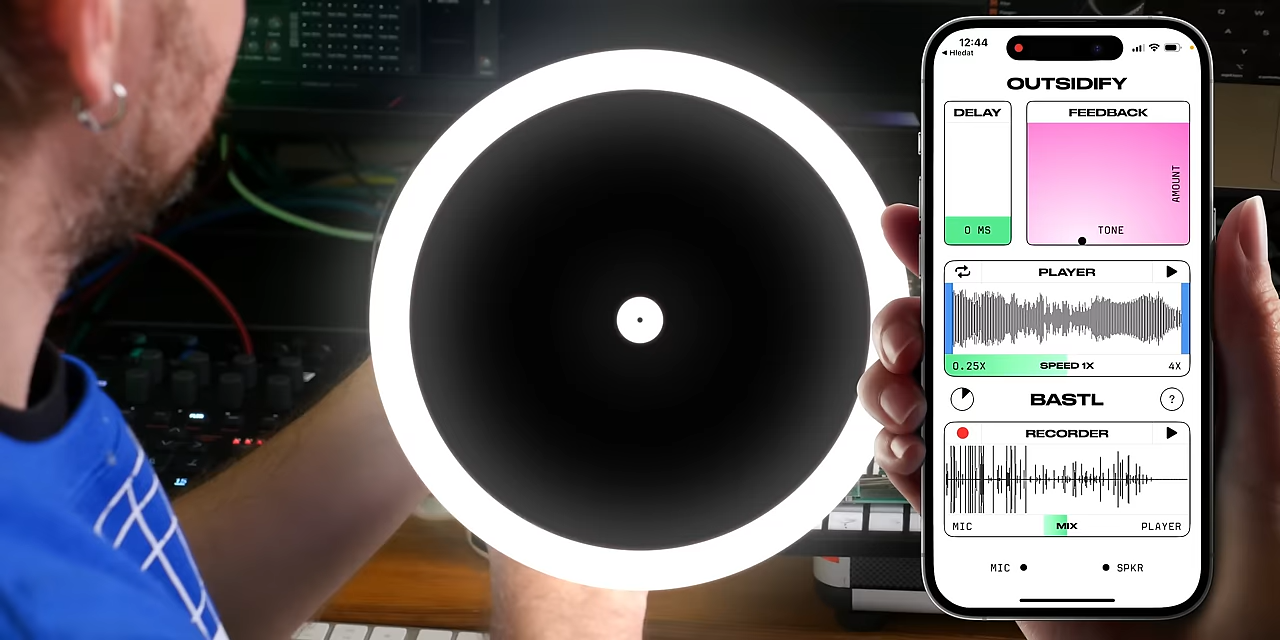 12:44
◀ Hledat
OUTSIDIFY
DELAY
FEEDBACK
AMOUNT
0 MS
TONE
PLAYER
0.25X
SPEED 1X
4X
BASTL
?
RECORDER
MIC
MIX
PLAYER
MIC
SPKR